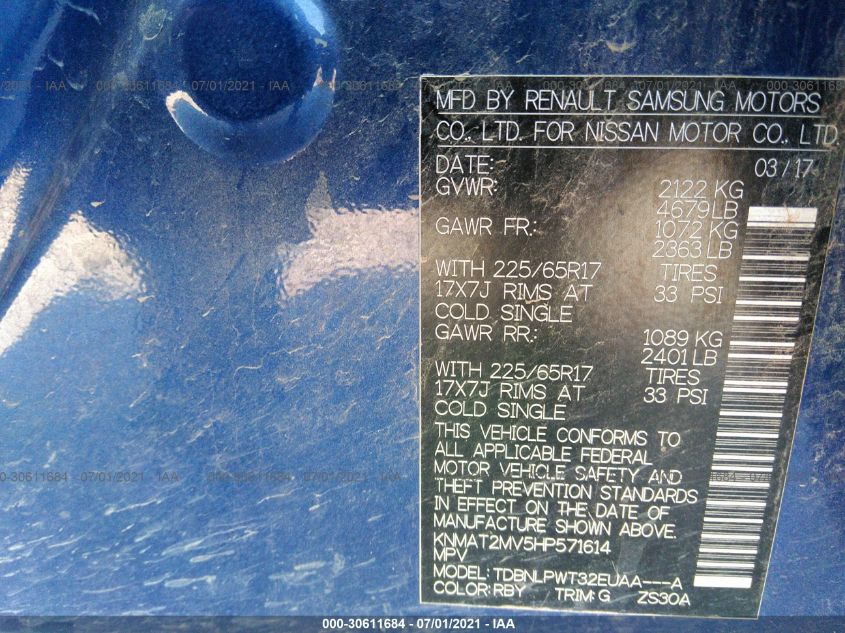 MFD BY RENAULT SAMSUNG MOTORS
CO., LTD. FOR NISSAN MOTOR CO., LTD.
DATE: 03/17
GVWR: 2122 KG
4679LB
GAWR FR: 1072 KG
2363LB
WITH 225/65R17 TIRES
17X7J RIMS AT 33 PSI
COLD SINGLE
GAWR RR: 1089 KG
2401LB
WITH 225/65R17 TIRES
17X7J RIMS AT 33 PSI
COLD SINGLE
THIS VEHICLE CONFORMS TO
ALL APPLICABLE FEDERAL
MOTOR VEHICLE SAFETY AND
THEFT PREVENTION STANDARDS
IN EFFECT ON THE DATE OF
MANUFACTURE SHOWN ABOVE.
KNMAT2MV5HP571614
MPV
MODEL: TDBNLPWT32EUAA---A
COLOR: RBY TRIM: G ZS30A
000-30611684 - 07/01/2021 - IAA